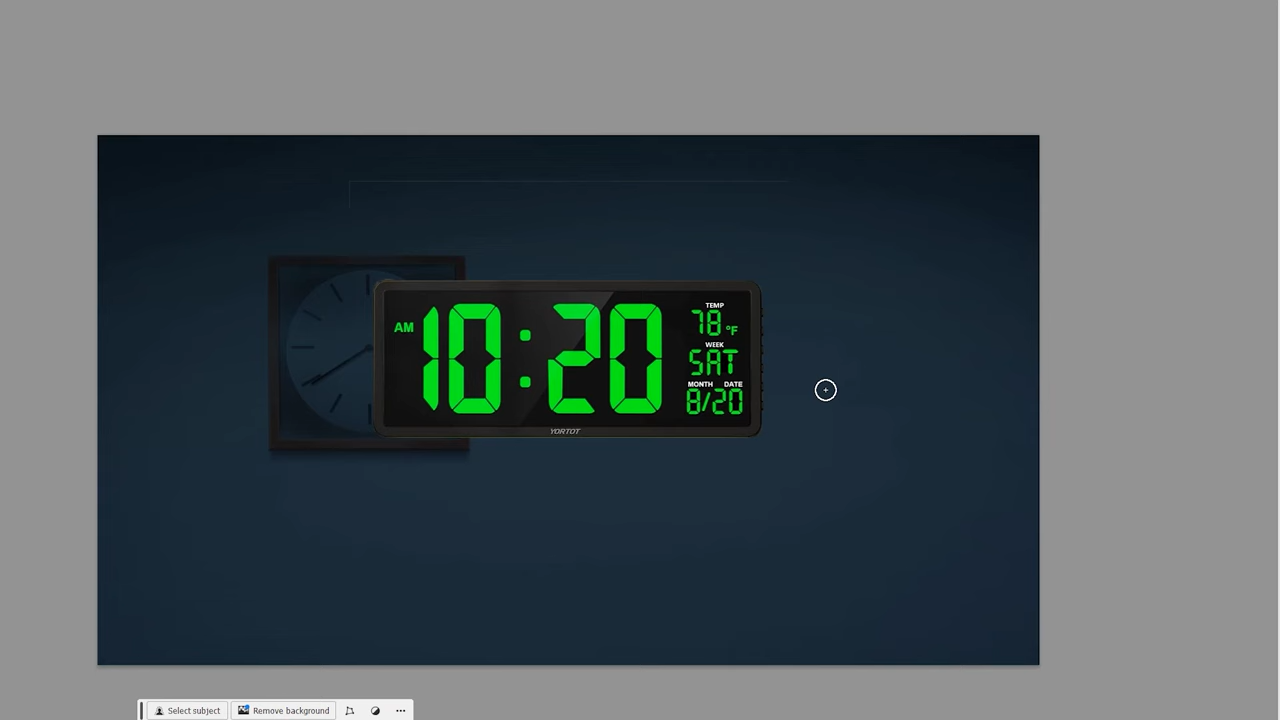 TEMP
AM 10:20 78 °F
WEEK
SAT
MONTH DATE
8/20
YORTOT
Select subject Remove background